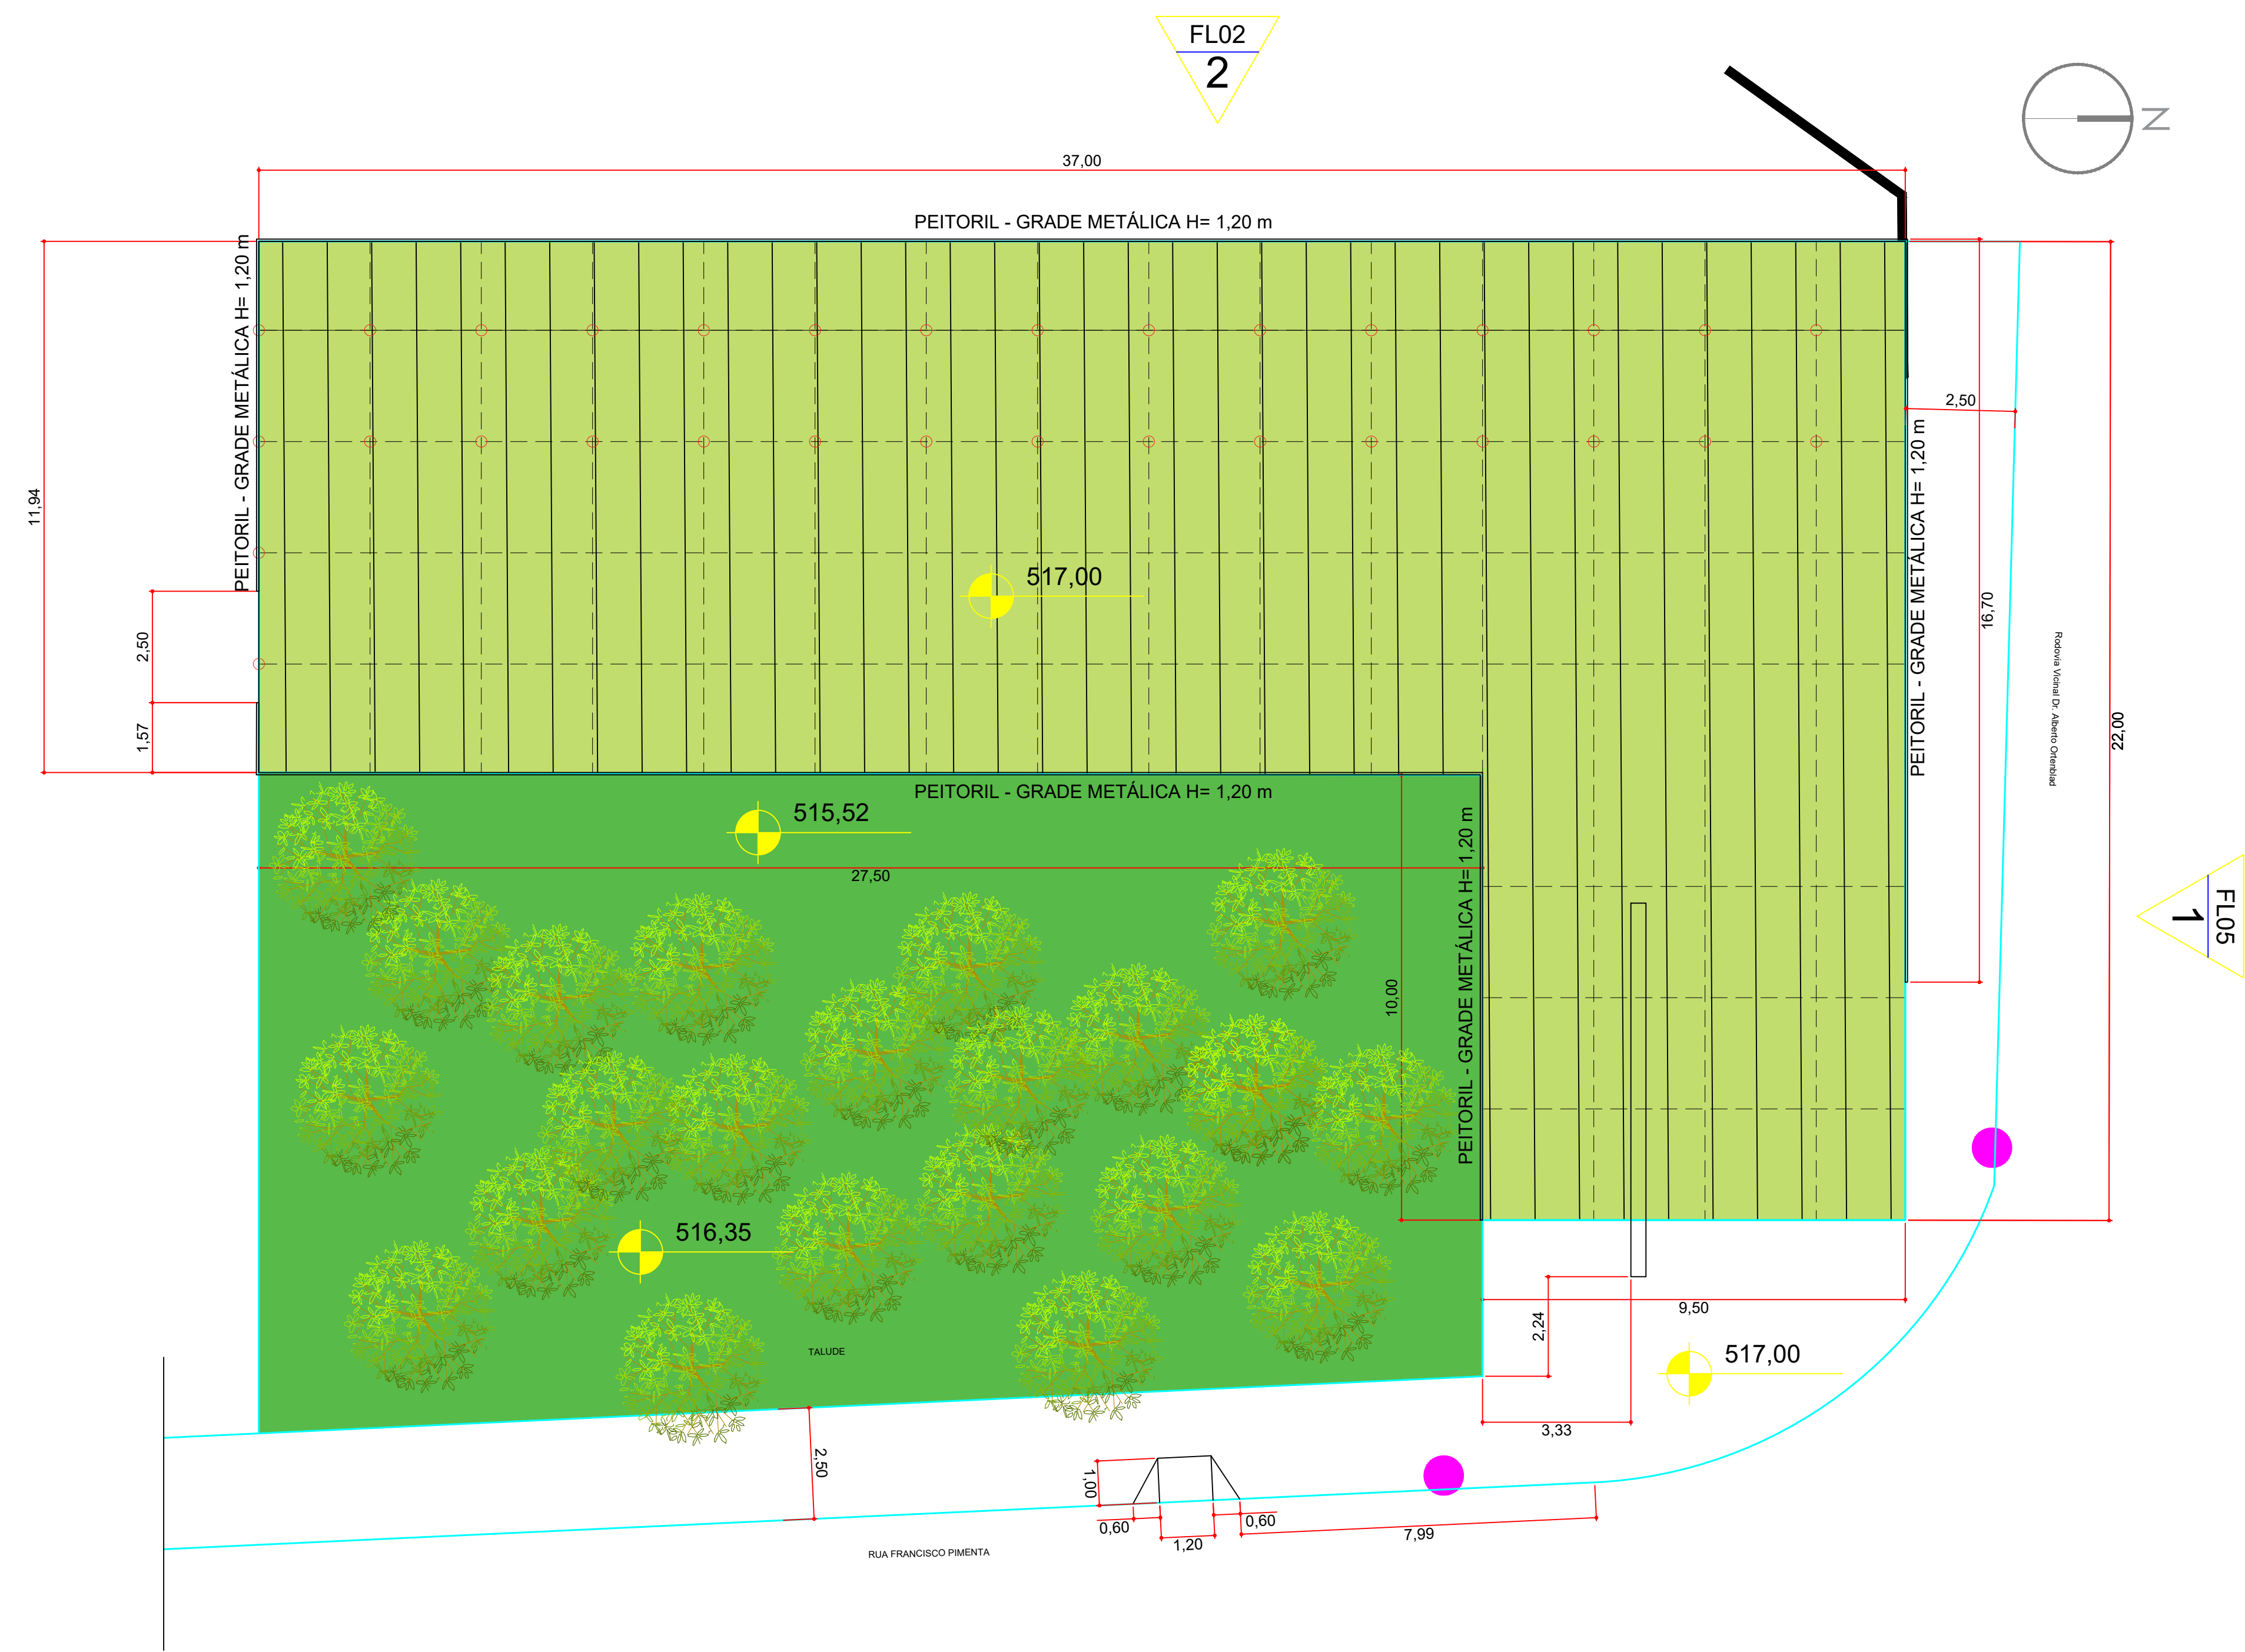 FL02
2
N
37,00
PEITORIL - GRADE METÁLICA H= 1,20 m
PEITORIL - GRADE METÁLICA H= 1,20 m
2,50
PEITORIL - GRADE METÁLICA H= 1,20 m
11,94
517,00
16,70
Rodovia Vicinal Dr. Alberto Ortenblad
22,00
2,50
1,57
PEITORIL - GRADE METÁLICA H= 1,20 m
515,52
27,50
PEITORIL - GRADE METÁLICA H= 1,20 m
10,00
FL05
1
516,35
TALUDE
9,50
2,24
517,00
3,33
2,50
1,00
0,60
1,20
0,60
7,99
RUA FRANCISCO PIMENTA